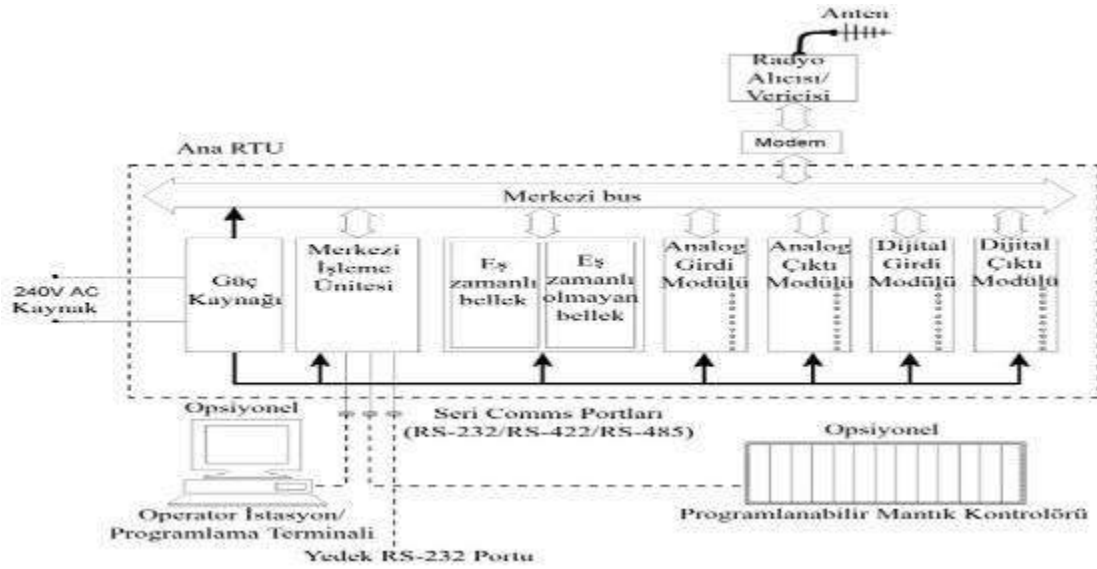 Anten
Radyo
Alıcısı/
Vericisi
Modem
Ana RTU
Merkezi bus
240V AC
Kaynak
Güç
Kaynağı
Merkezi
İşleme
Ünitesi
Eş
zamanlı
bellek
Eş
zamanlı
olmayan
bellek
Analog
Girdi
Modülü
Analog
Çıktı
Modülü
Dijital
Girdi
Modülü
Dijital
Çıktı
Modülü
Opsiyonel
Seri Comms Portları
(RS-232/RS-422/RS-485)
Opsiyonel
Operator İstasyon/
Programlama Terminali
Programlanabilir Mantık Kontrolörü
Yedek RS-232 Portu